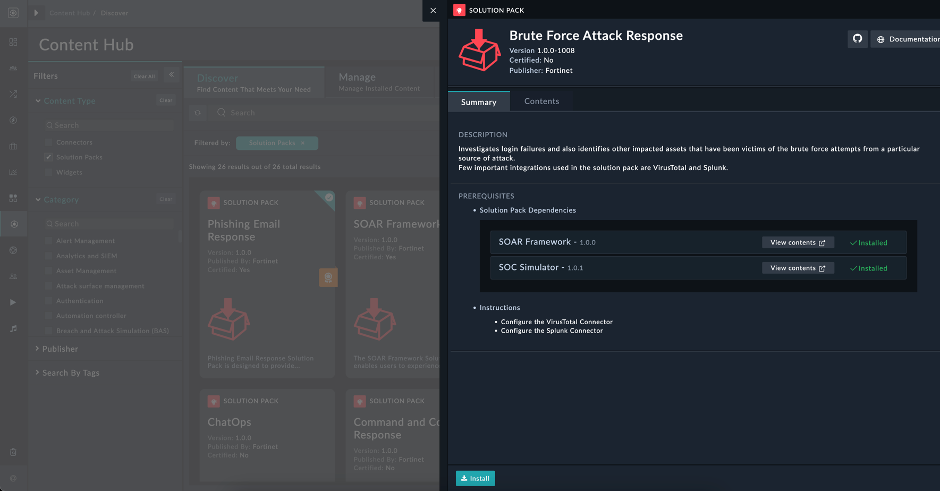 Content Hub / Discover
Content Hub
Filters
Clear All
Content Type
Clear
Search
Connectors
Solution Packs
Widgets
Category
Clear
Search
Alert Management
Analytics and SIEM
Asset Management
Attack surface management
Authentication
Automation controller
Breach and Attack Simulation (BAS)
Publisher
Search By Tags
Discover
Find Content That Meets Your Need
Manage
Manage Installed Content
Search
Filtered by:
Solution Packs ×
Showing 26 results out of 26 total results
SOLUTION PACK
Phishing Email
Response
Version: 1.0.0
Published By: Fortinet
Certified: Yes
Phishing Email Response Solution
Pack is designed to provide...
SOLUTION PACK
SOAR Framework
Version: 1.0.0
Published By: Fortinet
Certified: Yes
The SOAR Framework Solu
enables users to experien
SOLUTION PACK
ChatOps
Version: 1.0.0
Published By: Fortinet
Certified: No
SOLUTION PACK
Command and Co
Response
Version: 1.0.0
Published By: Fortinet
Certified: No
SOLUTION PACK
Brute Force Attack Response
Version 1.0.0-1008
Certified: No
Publisher: Fortinet
Documentation
Summary
Contents
DESCRIPTION
Investigates login failures and also identifies other impacted assets that have been victims of the brute force attempts from a particular
source of attack.
Few important integrations used in the solution pack are VirusTotal and Splunk.
PREREQUISITES
• Solution Pack Dependencies
SOAR Framework - 1.0.0
View contents
Installed
SOC Simulator - 1.0.1
View contents
Installed
• Instructions
• Configure the VirusTotal Connector
• Configure the Splunk Connector
Install